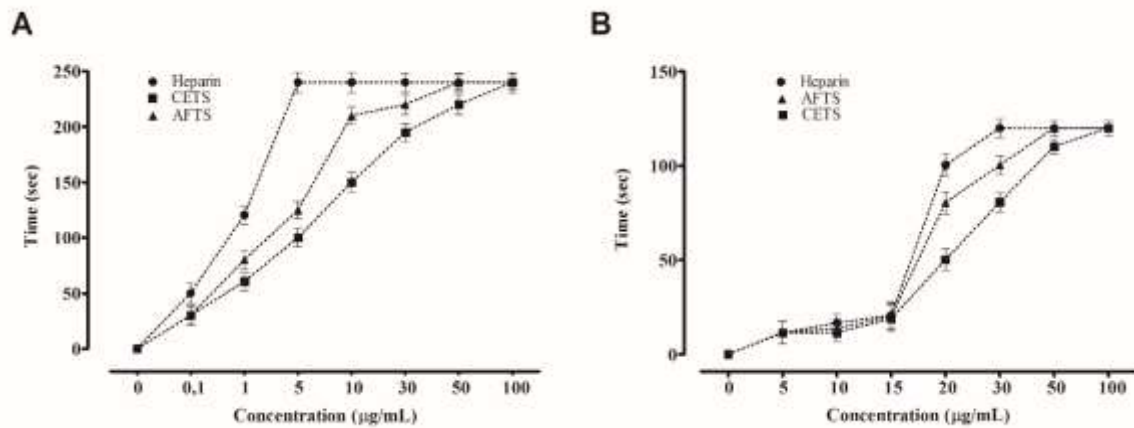 A
250
200
150
100
50
0
Time (sec)
Heparin
CETS
AFTS
0 0,1 1 5 10 30 50 100
Concentration (µg/mL)
B
150
100
50
0
Time (sec)
Heparin
AFTS
CETS
0 5 10 15 20 30 50 100
Concentration (µg/mL)